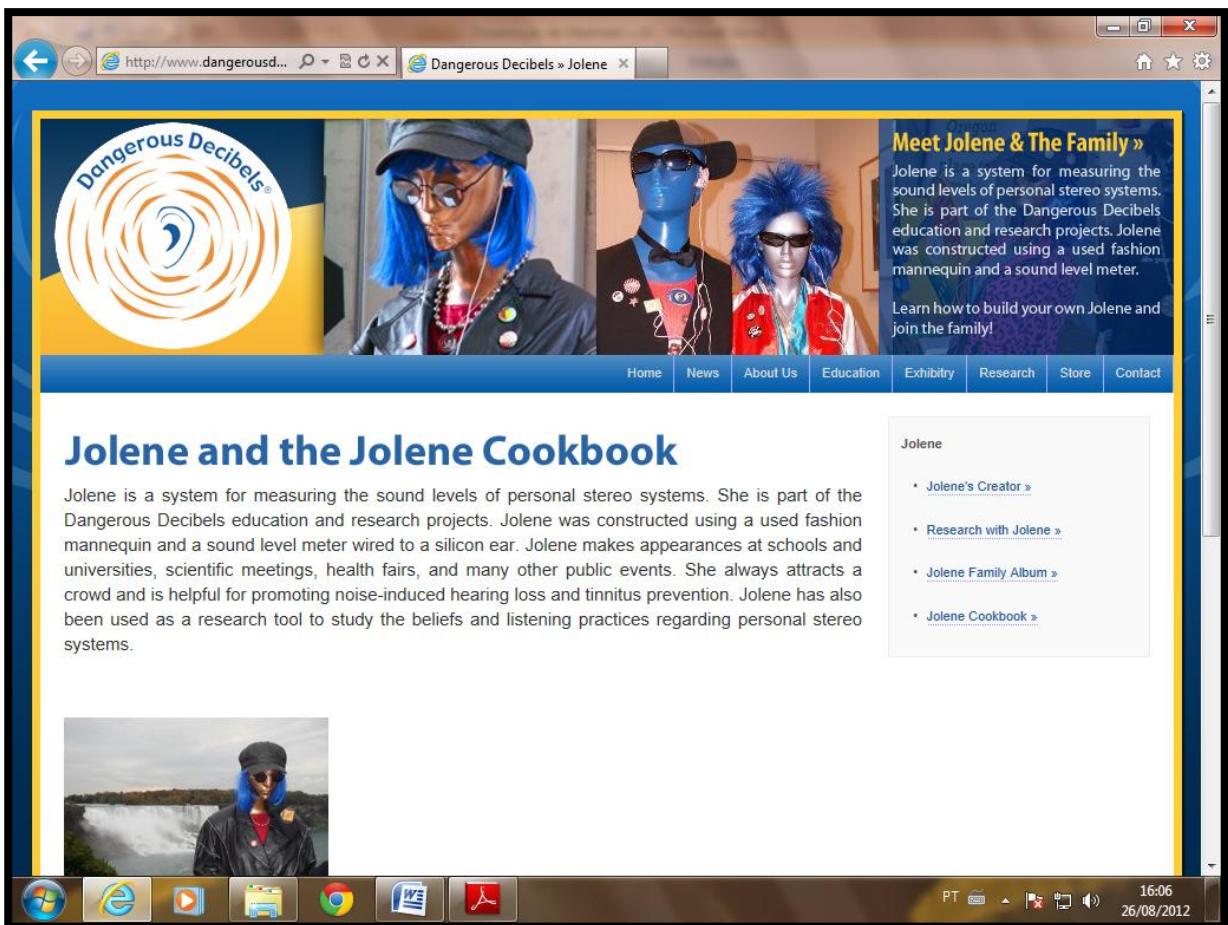 http://www.dangerousd...
Dangerous Decibels » Jolene
Dangerous Decibels®
Meet Jolene & The Family »
Jolene is a system for measuring the
sound levels of personal stereo systems.
She is part of the Dangerous Decibels
education and research projects. Jolene
was constructed using a used fashion
mannequin and a sound level meter.
Learn how to build your own Jolene and
join the family!
Home News About Us Education Exhibitry Research Store Contact
Jolene and the Jolene Cookbook
Jolene is a system for measuring the sound levels of personal stereo systems. She is part of the
Dangerous Decibels education and research projects. Jolene was constructed using a used fashion
mannequin and a sound level meter wired to a silicon ear. Jolene makes appearances at schools and
universities, scientific meetings, health fairs, and many other public events. She always attracts a
crowd and is helpful for promoting noise-induced hearing loss and tinnitus prevention. Jolene has also
been used as a research tool to study the beliefs and listening practices regarding personal stereo
systems.
Jolene
• Jolene's Creator »
• Research with Jolene »
• Jolene Family Album »
• Jolene Cookbook »
PT
16:06
26/08/2012